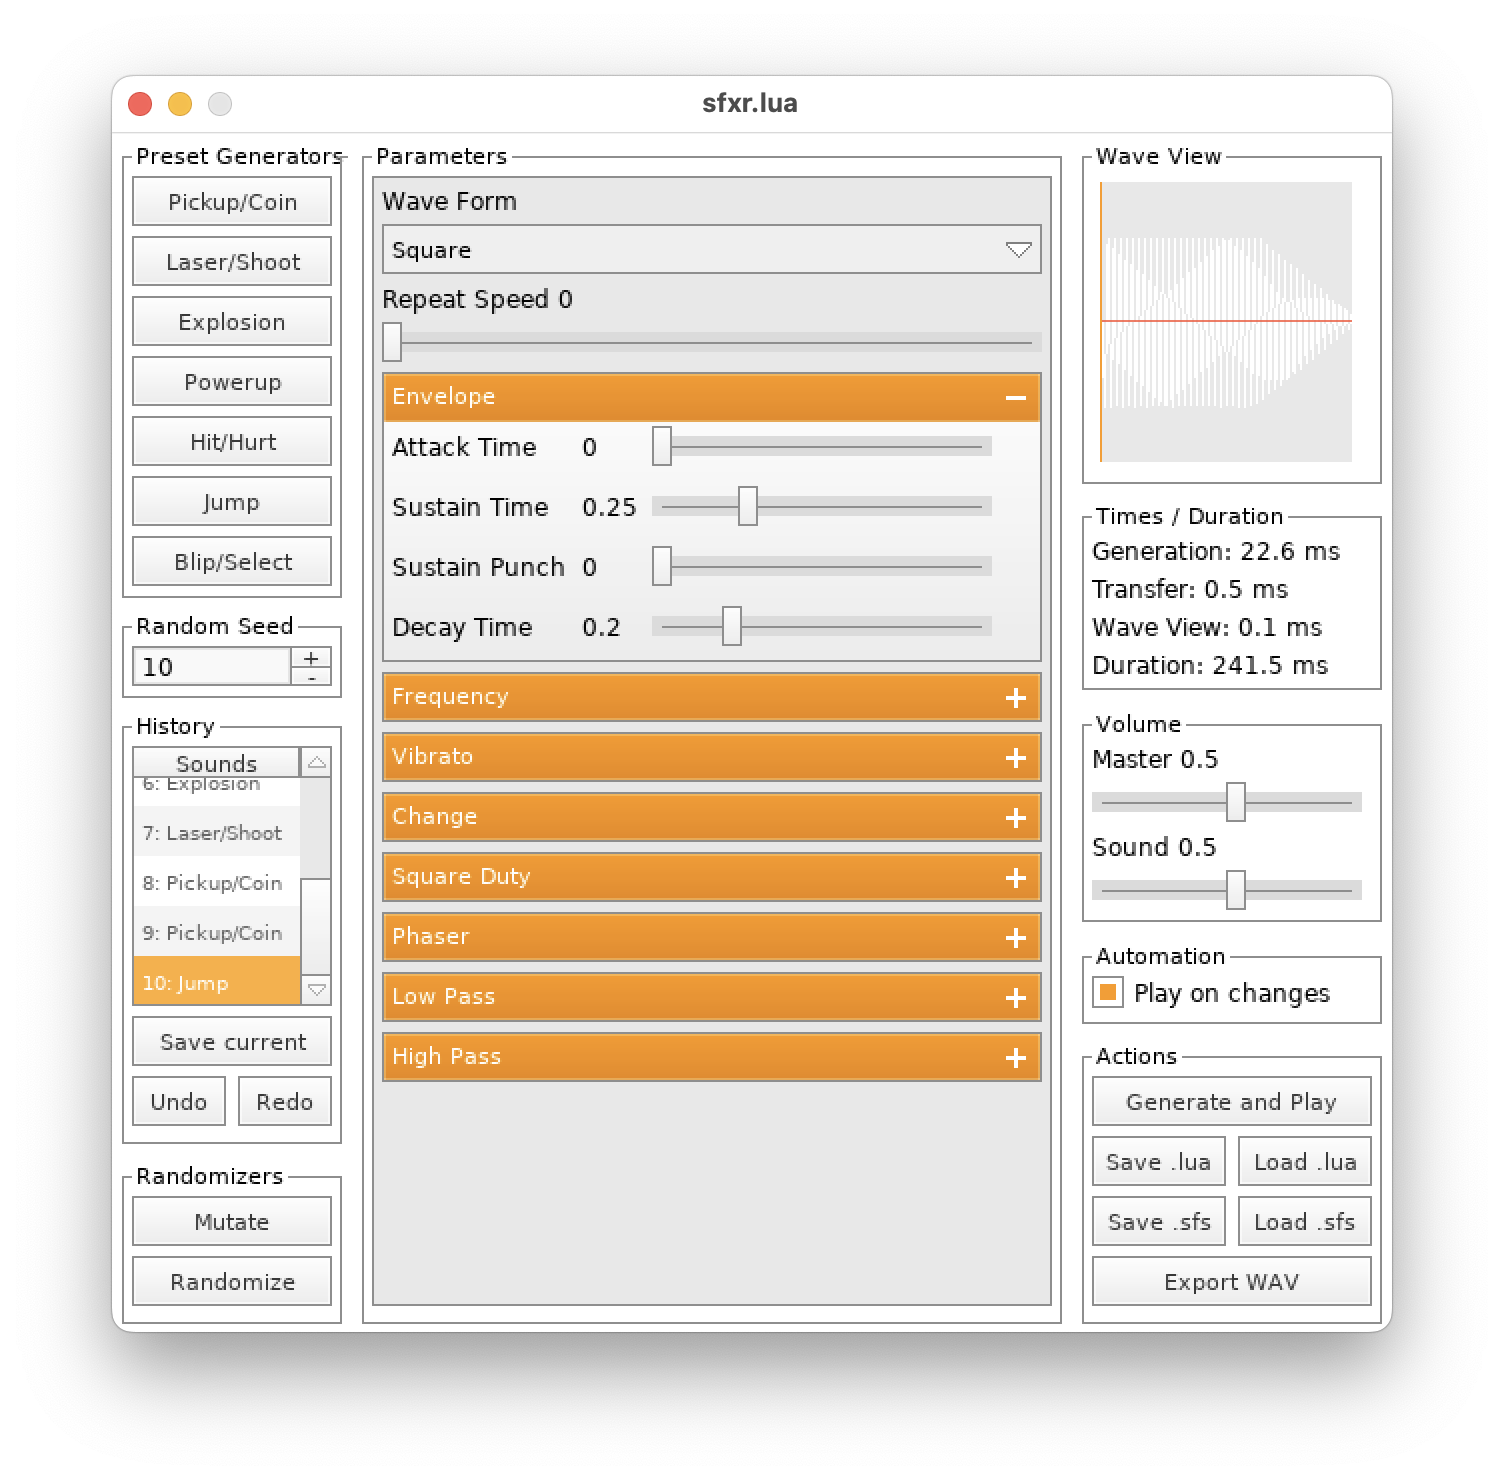 sfxr.lua
Preset Generators
Pickup/Coin
Laser/Shoot
Explosion
Powerup
Hit/Hurt
Jump
Blip/Select
Random Seed
10
+
-
History
Sounds
6: Explosion
7: Laser/Shoot
8: Pickup/Coin
9: Pickup/Coin
10: Jump
Save current
Undo Redo
Randomizers
Mutate
Randomize
Parameters
Wave Form
Square
Repeat Speed 0
Envelope
Attack Time 0
Sustain Time 0.25
Sustain Punch 0
Decay Time 0.2
Frequency
Vibrato
Change
Square Duty
Phaser
Low Pass
High Pass
Wave View
Times / Duration
Generation: 22.6 ms
Transfer: 0.5 ms
Wave View: 0.1 ms
Duration: 241.5 ms
Volume
Master 0.5
Sound 0.5
Automation
Play on changes
Actions
Generate and Play
Save .lua Load .lua
Save .sfs Load .sfs
Export WAV